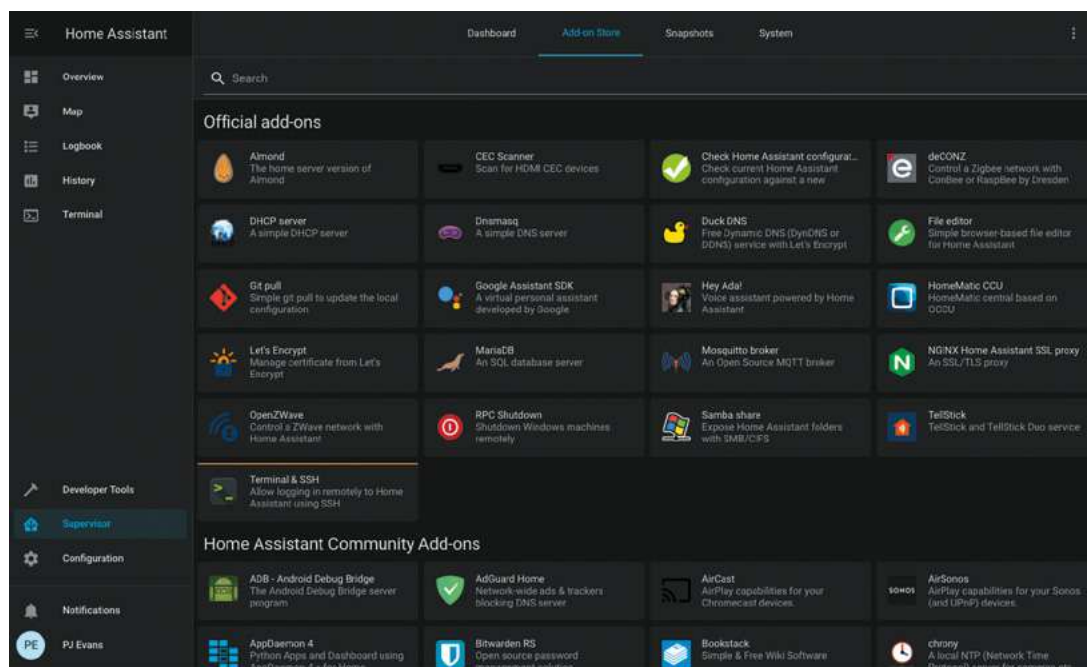 Home Assistant
Dashboard
Add-on Store
Snapshots
System
Overview
Map
Logbook
History
Terminal
Search
Official add-ons
Almond
The home server version of
Almond
CEC Scanner
Scan for HDMI CEC devices
Check Home Assistant configurat...
Check current Home Assistant
configuration against a new
deCONZ
Control a Zigbee network with
ConBee or RaspBee by Dresden
DHCP server
A simple DHCP server
Dnsmasq
A simple DNS server
Duck DNS
Free Dynamic DNS (DynDNS or
DDNS) service with Let's Encrypt
File editor
Simple browser-based file editor
for Home Assistant
Git pull
Simple git pull to update the local
configuration
Google Assistant SDK
A virtual personal assistant
developed by Google
Hey Ada!
Voice assistant powered by Home
Assistant
HomeMatic CCU
HomeMatic central based on
OCCU
Let's Encrypt
Manage certificate from Let's
Encrypt
MariaDB
An SQL database server
Mosquitto broker
An Open Source MQTT broker
NGINX Home Assistant SSL proxy
An SSL/TLS proxy
OpenZWave
Control a ZWave network with
Home Assistant
RPC Shutdown
Shutdown Windows machines
remotely
Samba share
Expose Home Assistant folders
with SMB/CIFS
TellStick
TellStick and TellStick Duo service
Terminal & SSH
Allow logging in remotely to Home
Assistant using SSH
Developer Tools
Supervisor
Configuration
Notifications
PE
PJ Evans
Home Assistant Community Add-ons
ADB - Android Debug Bridge
The Android Debug Bridge server
program
AdGuard Home
Network-wide ads & trackers
blocking DNS server
AirCast
AirPlay capabilities for your
Chromecast devices.
SONOS
AirSonos
AirPlay capabilities for your Sonos
(and UPnP) devices.
AppDaemon 4
Python Apps and Dashboard using
Bitwarden RS
Open source password
Bookstack
Simple & Free Wiki Software
chrony
A local NTP (Network Time